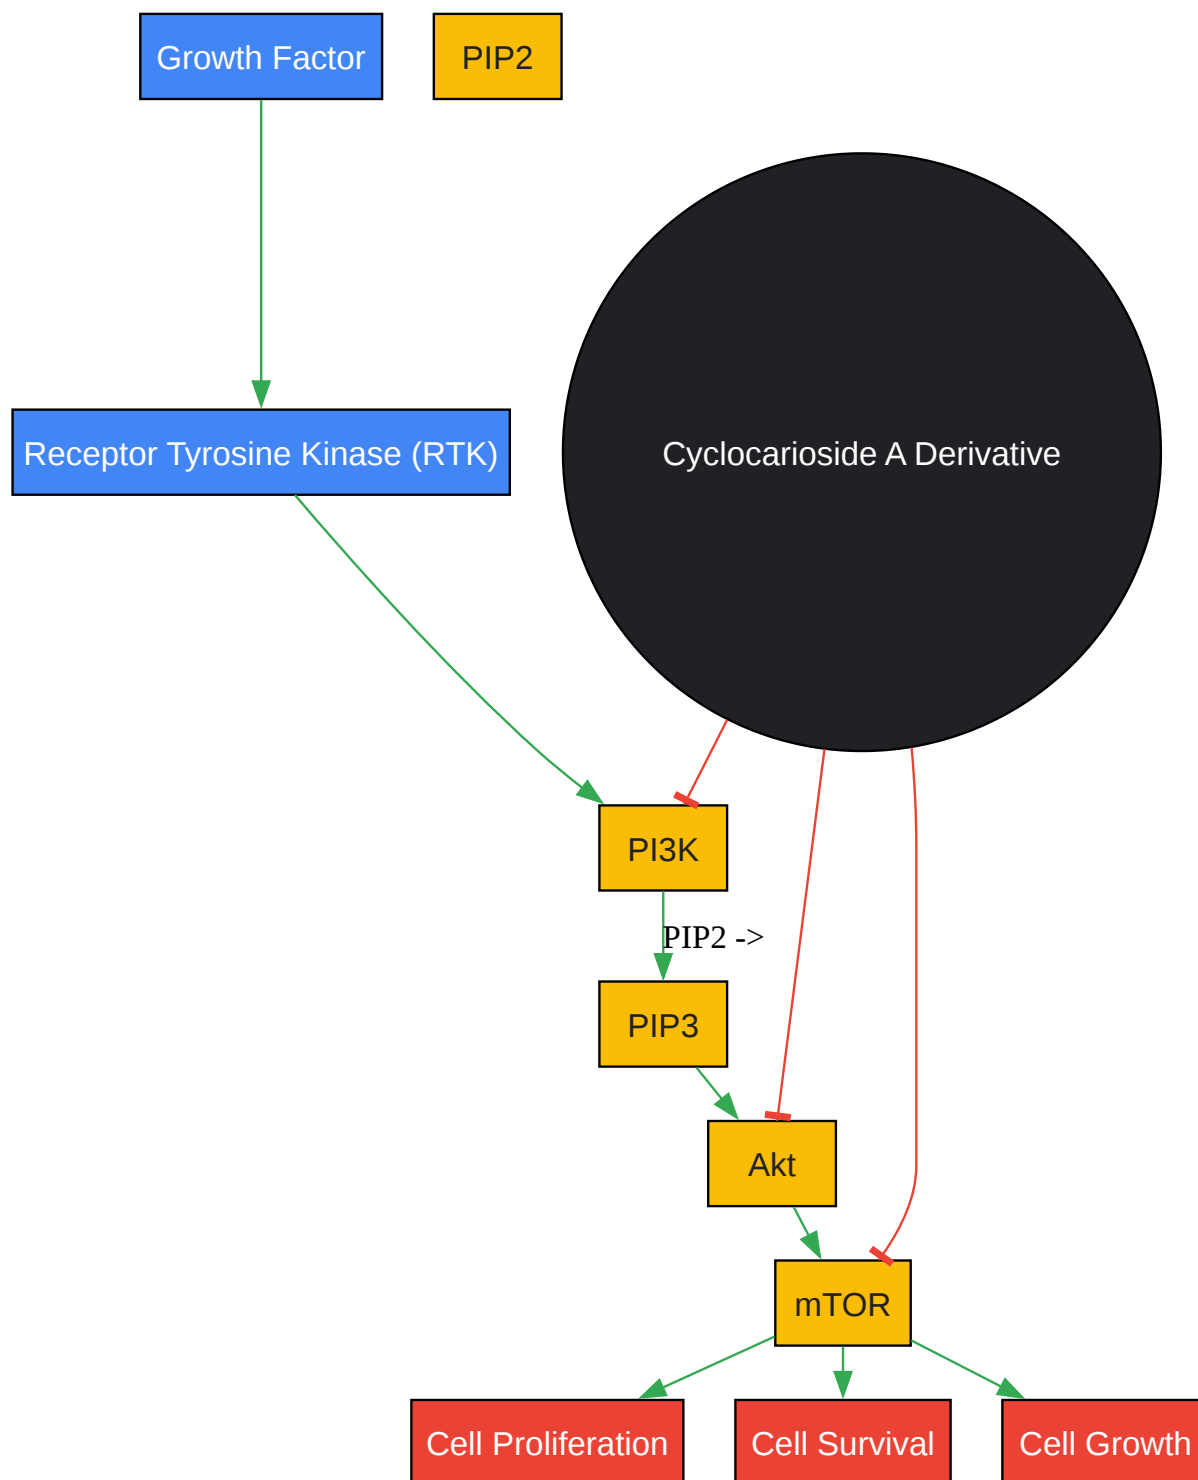 Growth Factor
PIP2
Receptor Tyrosine Kinase (RTK)
Cyclocarioside A Derivative
PI3K
PIP2 ->
PIP3
Akt
mTOR
Cell Proliferation
Cell Survival
Cell Growth